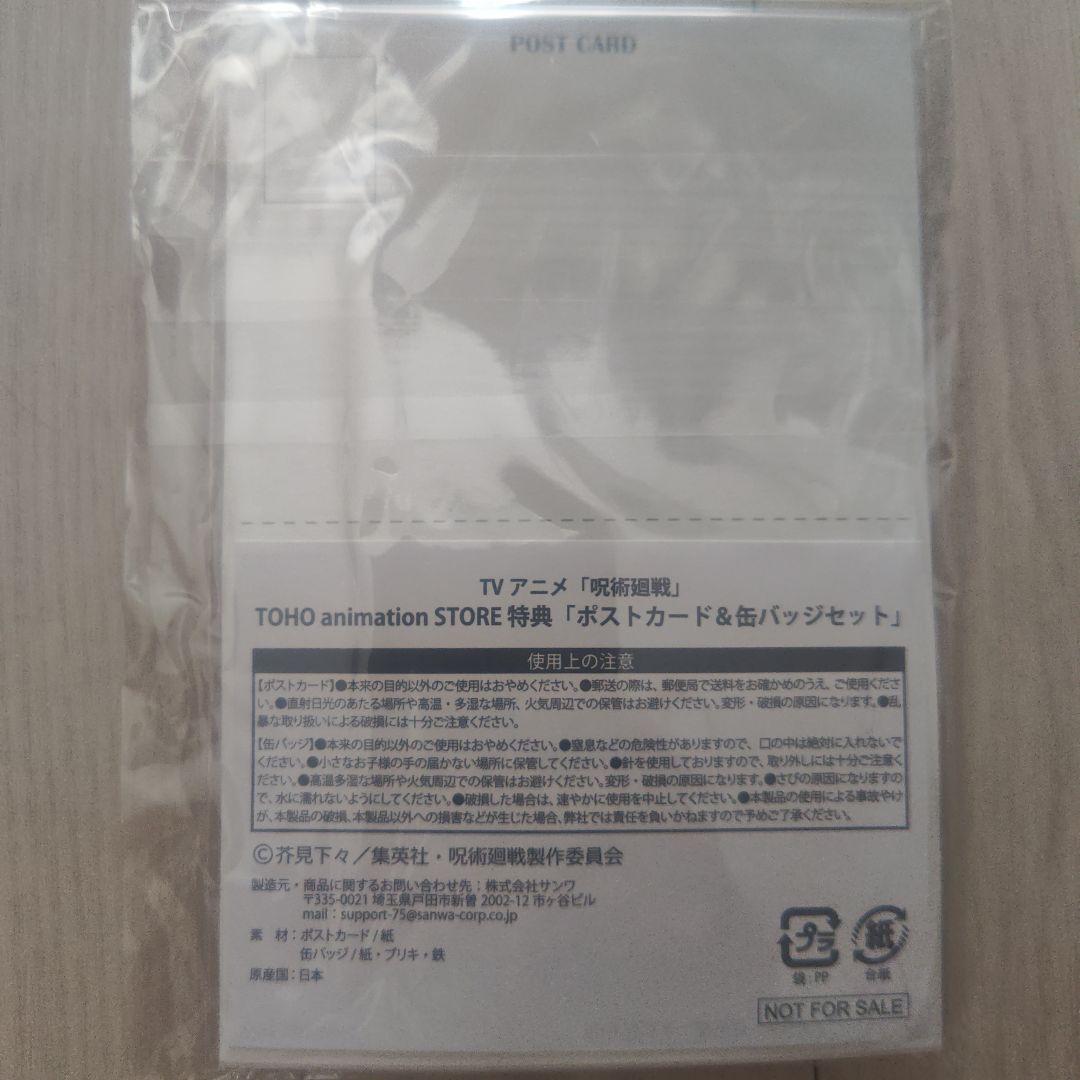 POST CARD
TV アニメ「呪術廻戦」
TOHO animation STORE 特典「ポストカード＆缶バッジセット」
使用上の注意
【ポストカード】●本来の目的以外のご使用はおやめください。●郵送の際は、郵便局で送料をお確かめのうえ、ご使用くださ
い。●直射日光のあたる場所や高温・多湿な場所、火気周辺での保管はお避けください。変形・破損の原因になります。●乱
暴な取り扱いによる破損には十分ご注意ください。
【缶バッジ】●本来の目的以外のご使用はおやめください。●窒息などの危険性がありますので、口の中は絶対に入れないで
ください。●小さなお子様の手の届かない場所に保管してください。●針を使用しておりますので、取り外しには十分ご注意く
ださい。●高温多湿な場所や火気周辺での保管はお避けください。変形・破損の原因になります。●さびの原因になりますの
で、水に濡れないようにしてください。●破損した場合は、速やかに使用を中止してください。●本製品の使用による事故やけ
が、本製品の破損、本製品以外への損害などが生じた場合、弊社では責任を負いかねますので予めご了承ください。
©芥見下々／集英社・呪術廻戦製作委員会
製造元・商品に関するお問い合わせ先：株式会社サンワ
〒335-0021 埼玉県戸田市新曽 2002-12 市ヶ谷ビル
mail：support-75@sanwa-corp.co.jp
素 材：ポストカード / 紙
缶バッジ / 紙・ブリキ・鉄
原産国：日本
プラ 紙
袋：PP 台紙
NOT FOR SALE